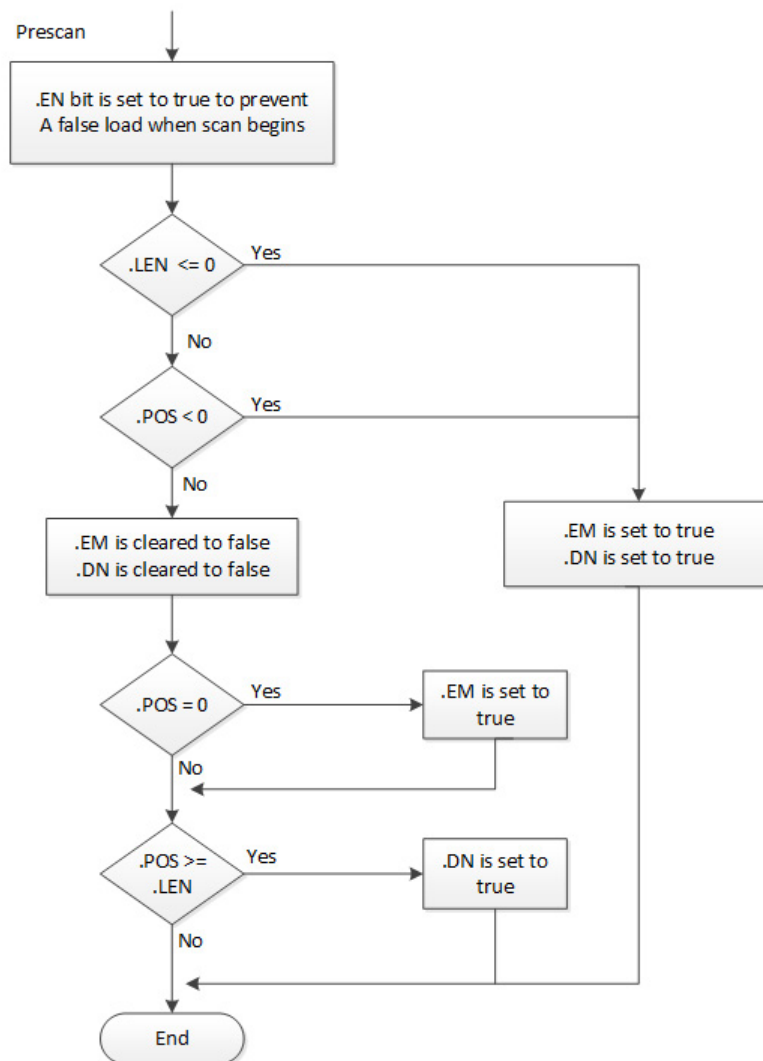 Prescan
.EN bit is set to true to prevent
A false load when scan begins
.LEN <= 0
Yes
No
.POS < 0
Yes
No
.EM is cleared to false
.DN is cleared to false
.EM is set to true
.DN is set to true
.POS = 0
Yes
.EM is set to
true
No
.POS >=
.LEN
Yes
.DN is set to
true
No
End